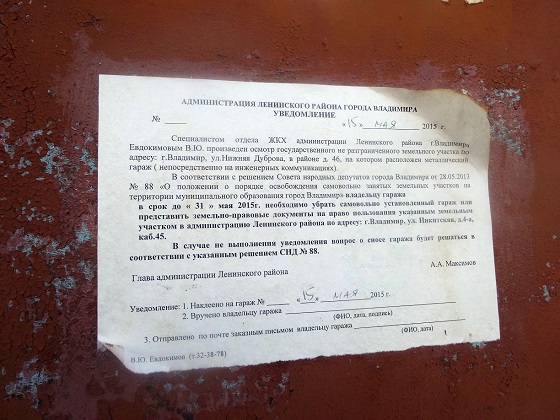 АДМИНИСТРАЦИЯ ЛЕНИНСКОГО РАЙОНА ГОРОДА ВЛАДИМИРА
УВЕДОМЛЕНИЕ
№ ____ «15» МАЯ 2015 г.
Специалистом отдела ЖКХ администрации Ленинского района г.Владимира
Евдокимовым В.Ю. произведен осмотр государственного не разграниченного земельного участка по
адресу: г.Владимир, ул.Нижняя Дуброва, в районе д. 46, на котором расположен металлический
гараж ( непосредственно на инженерных коммуникациях).
В соответствии с решением Совета народных депутатов города Владимира от 28.05.2013
№ 88 «О положении о порядке освобождения самовольно занятых земельных участков на
территории муниципального образования город Владимир» владельцу гаража
в срок до « 31 » мая 2015г. необходимо убрать самовольно установленный гараж или
представить земельно-правовые документы на право пользования указанным земельным
участком в администрацию Ленинского района по адресу: г.Владимир, ул. Никитская, д.4-а,
каб.45.
В случае не выполнения уведомления вопрос о сносе гаража будет решаться в
соответствии с указанным решением СНД № 88.
Глава администрации Ленинского района
А.А. Максимов
Уведомление: 1. Наклеено на гараж № ____ «15» МАЯ 2015 г.
2. Вручено владельцу гаража
(ФИО, дата, подпись)
3. Отправлено по почте заказным письмом владельцу гаража
(ФИО, дата)
В.Ю. Евдокимов (т.32-38-78)